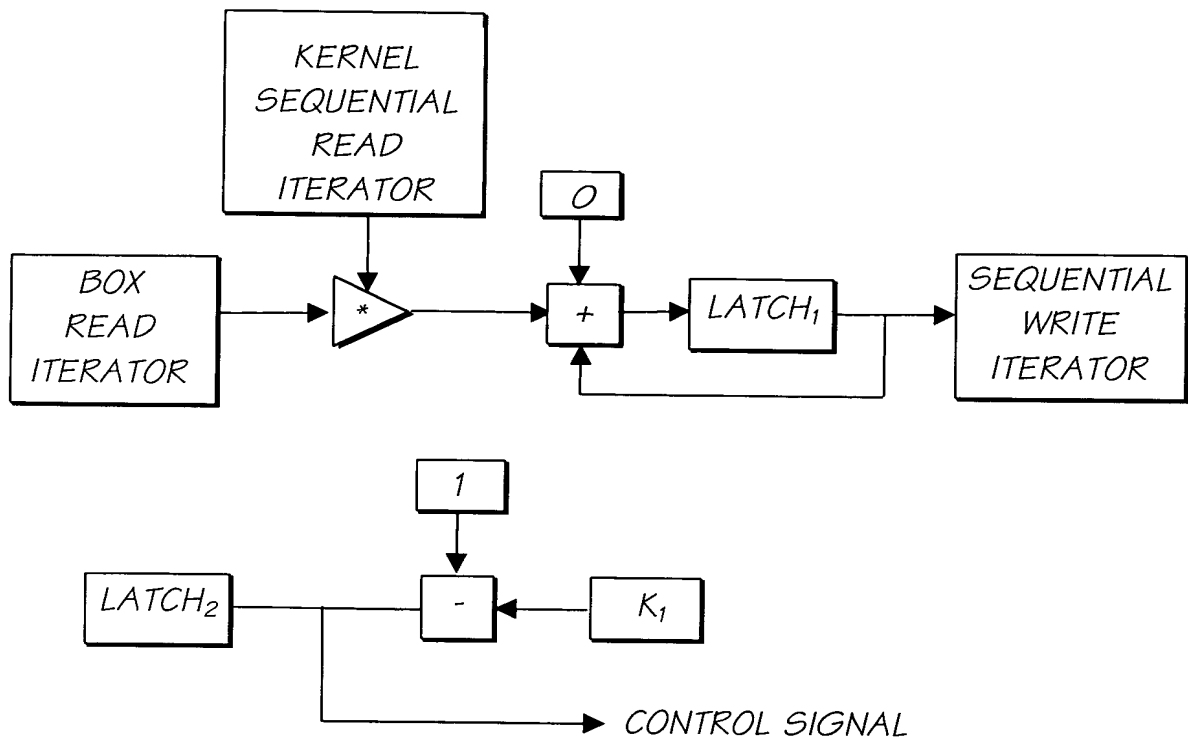 KERNEL
SEQUENTIAL
READ
ITERATOR
0
BOX
READ
ITERATOR
*
+
LATCH₁
SEQUENTIAL
WRITE
ITERATOR
1
LATCH₂
-
K₁
CONTROL SIGNAL